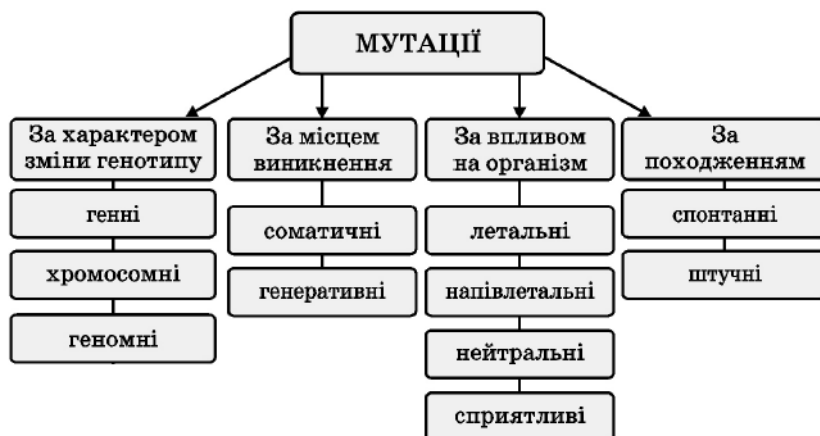 МУТАЦІЇ
За характером
зміни генотипу
генні
хромосомні
геномні
За місцем
виникнення
соматичні
генеративні
За впливом
на організм
летальні
напівлетальні
нейтральні
сприятливі
За
походженням
спонтанні
штучні